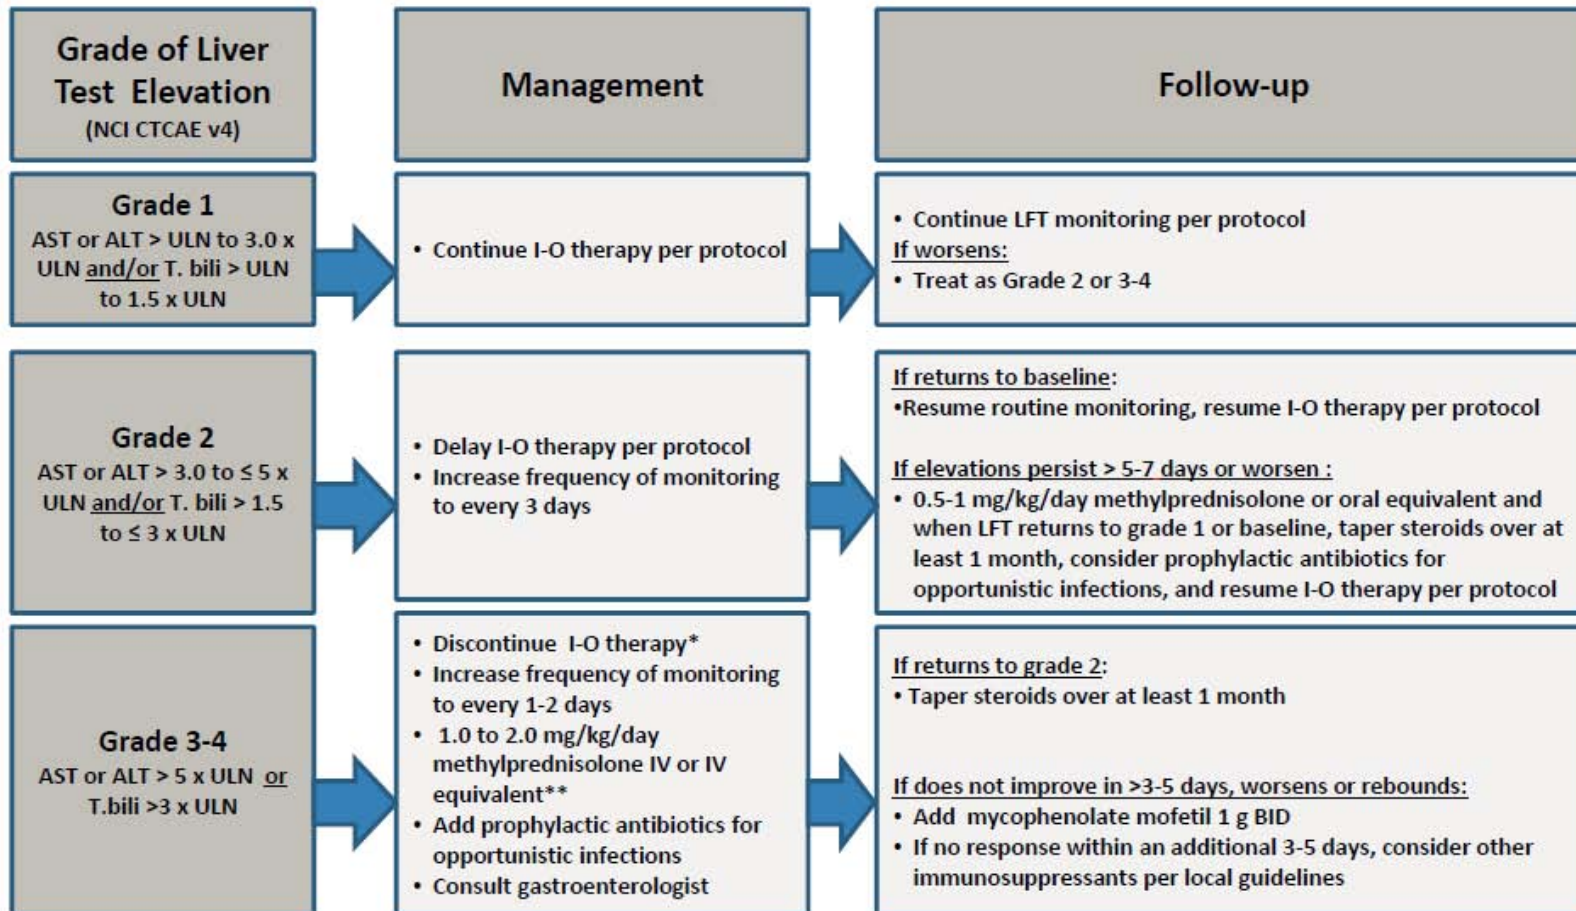 Grade of Liver
Test Elevation
(NCI CTCAE v4)
Management
Follow-up
Grade 1
AST or ALT > ULN to 3.0 x
ULN and/or T. bili > ULN
to 1.5 x ULN
• Continue I-O therapy per protocol
• Continue LFT monitoring per protocol
If worsens:
• Treat as Grade 2 or 3-4
Grade 2
AST or ALT > 3.0 to ≤ 5 x
ULN and/or T. bili > 1.5
to ≤ 3 x ULN
• Delay I-O therapy per protocol
• Increase frequency of monitoring
to every 3 days
If returns to baseline:
•Resume routine monitoring, resume I-O therapy per protocol
If elevations persist > 5-7 days or worsen :
• 0.5-1 mg/kg/day methylprednisolone or oral equivalent and
when LFT returns to grade 1 or baseline, taper steroids over at
least 1 month, consider prophylactic antibiotics for
opportunistic infections, and resume I-O therapy per protocol
Grade 3-4
AST or ALT > 5 x ULN or
T.bili >3 x ULN
• Discontinue I-O therapy*
• Increase frequency of monitoring
to every 1-2 days
• 1.0 to 2.0 mg/kg/day
methylprednisolone IV or IV
equivalent**
• Add prophylactic antibiotics for
opportunistic infections
• Consult gastroenterologist
If returns to grade 2:
• Taper steroids over at least 1 month
If does not improve in >3-5 days, worsens or rebounds:
• Add mycophenolate mofetil 1 g BID
• If no response within an additional 3-5 days, consider other
immunosuppressants per local guidelines